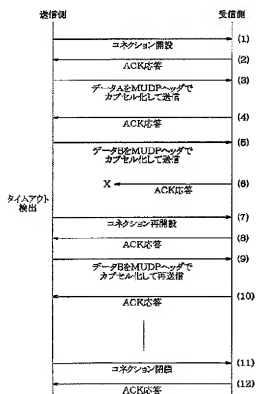 送信側 受信側
(1)
コネクション開設
(2)
ACK応答
(3)
データAをMUDPヘッダで
カプセル化して送信
(4)
ACK応答
(5)
データBをMUDPヘッダで
カプセル化して送信
X (6)
ACK応答
タイムアウト
検出
(7)
コネクション再開設
(8)
ACK応答
(9)
データBをMUDPヘッダで
カプセル化して再送信
(10)
ACK応答
(11)
コネクション閉鎖
(12)
ACK応答